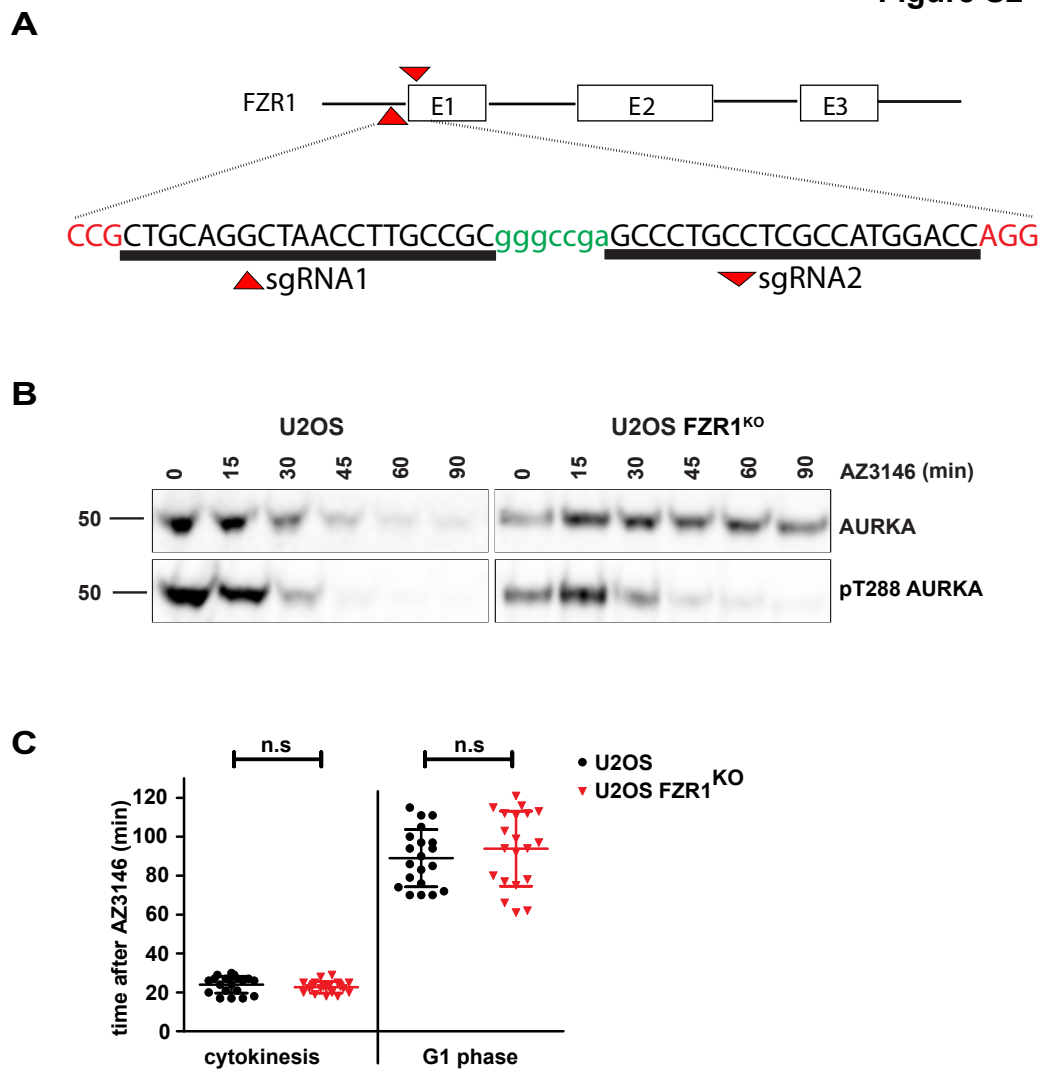 A
FZR1 E1 E2 E3
CCGCTGCAGGCTAACCTTGCCGCgggccgaGCCCTGCCTCGCCATGGACCAGG
sgRNA1 sgRNA2
B
U2OS U2OS FZR1KO
0 15 30 45 60 90 0 15 30 45 60 90 AZ3146 (min)
50 AURKA
50 pT288 AURKA
C
n.s n.s
U2OS
U2OS FZR1KO
time after AZ3146 (min)
120
100
80
60
40
20
0
cytokinesis G1 phase